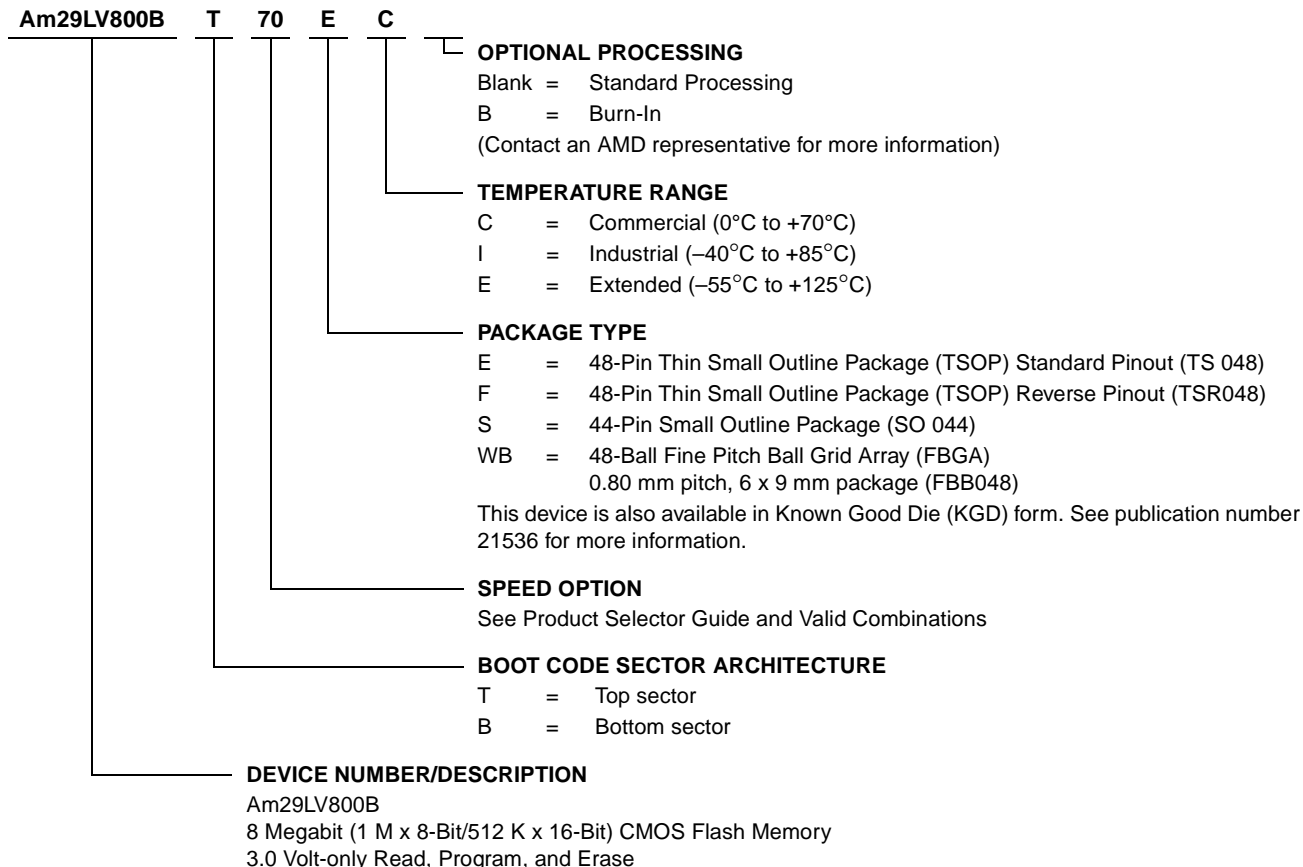 Am29LV800B T 70 E C
OPTIONAL PROCESSING
Blank = Standard Processing
B = Burn-In
(Contact an AMD representative for more information)
TEMPERATURE RANGE
C = Commercial (0°C to +70°C)
I = Industrial (–40°C to +85°C)
E = Extended (–55°C to +125°C)
PACKAGE TYPE
E = 48-Pin Thin Small Outline Package (TSOP) Standard Pinout (TS 048)
F = 48-Pin Thin Small Outline Package (TSOP) Reverse Pinout (TSR048)
S = 44-Pin Small Outline Package (SO 044)
WB = 48-Ball Fine Pitch Ball Grid Array (FBGA)
0.80 mm pitch, 6 x 9 mm package (FBB048)
This device is also available in Known Good Die (KGD) form. See publication number
21536 for more information.
SPEED OPTION
See Product Selector Guide and Valid Combinations
BOOT CODE SECTOR ARCHITECTURE
T = Top sector
B = Bottom sector
DEVICE NUMBER/DESCRIPTION
Am29LV800B
8 Megabit (1 M x 8-Bit/512 K x 16-Bit) CMOS Flash Memory
3.0 Volt-only Read, Program, and Erase